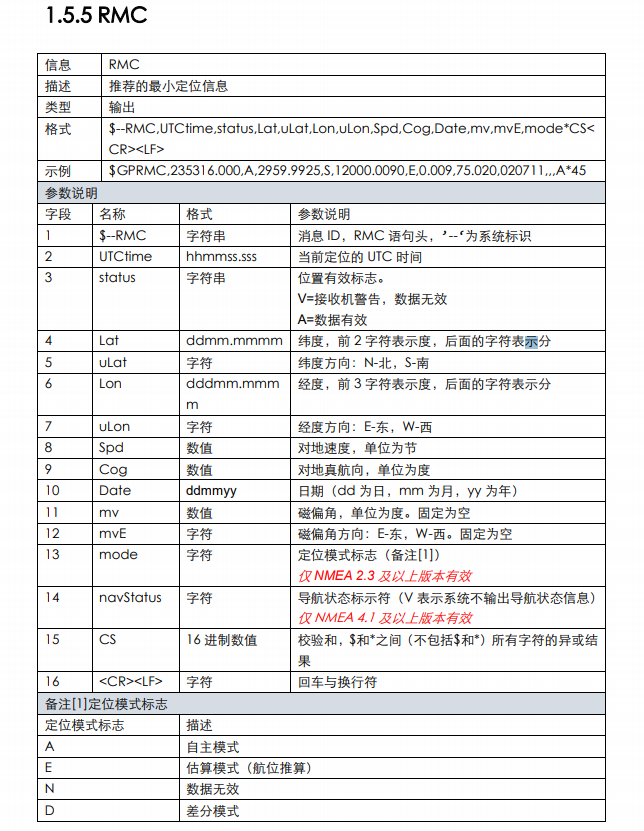 1.5.5 RMC
信息 RMC
描述 推荐的最小定位信息
类型 输出
格式 $--RMC,UTCtime,status,Lat,uLat,Lon,uLon,Spd,Cog,Date,mv,mvE,mode*CS<
CR><LF>
示例 $GPRMC,235316.000,A,2959.9925,S,12000.0090,E,0.009,75.020,020711,,,A*45
参数说明
字段 名称 格式 参数说明
1 $--RMC 字符串 消息 ID，RMC 语句头，’--‘为系统标识
2 UTCtime hhmmss.sss 当前定位的 UTC 时间
3 status 字符串 位置有效标志。
V=接收机警告，数据无效
A=数据有效
4 Lat ddmm.mmmm 纬度，前 2 字符表示度，后面的字符表示分
5 uLat 字符 纬度方向：N-北，S-南
6 Lon dddmm.mmm 经度，前 3 字符表示度，后面的字符表示分
m
7 uLon 字符 经度方向：E-东，W-西
8 Spd 数值 对地速度，单位为节
9 Cog 数值 对地真航向，单位为度
10 Date ddmmyy 日期（dd 为日，mm 为月，yy 为年）
11 mv 数值 磁偏角，单位为度。固定为空
12 mvE 字符 磁偏角方向：E-东，W-西。固定为空
13 mode 字符 定位模式标志（备注[1]）
仅 NMEA 2.3 及以上版本有效
14 navStatus 字符 导航状态标示符（V 表示系统不输出导航状态信息）
仅 NMEA 4.1 及以上版本有效
15 CS 16 进制数值 校验和，$和*之间（不包括$和*）所有字符的异或结
果
16 <CR><LF> 字符 回车与换行符
备注[1]定位模式标志
定位模式标志 描述
A 自主模式
E 估算模式（航位推算）
N 数据无效
D 差分模式